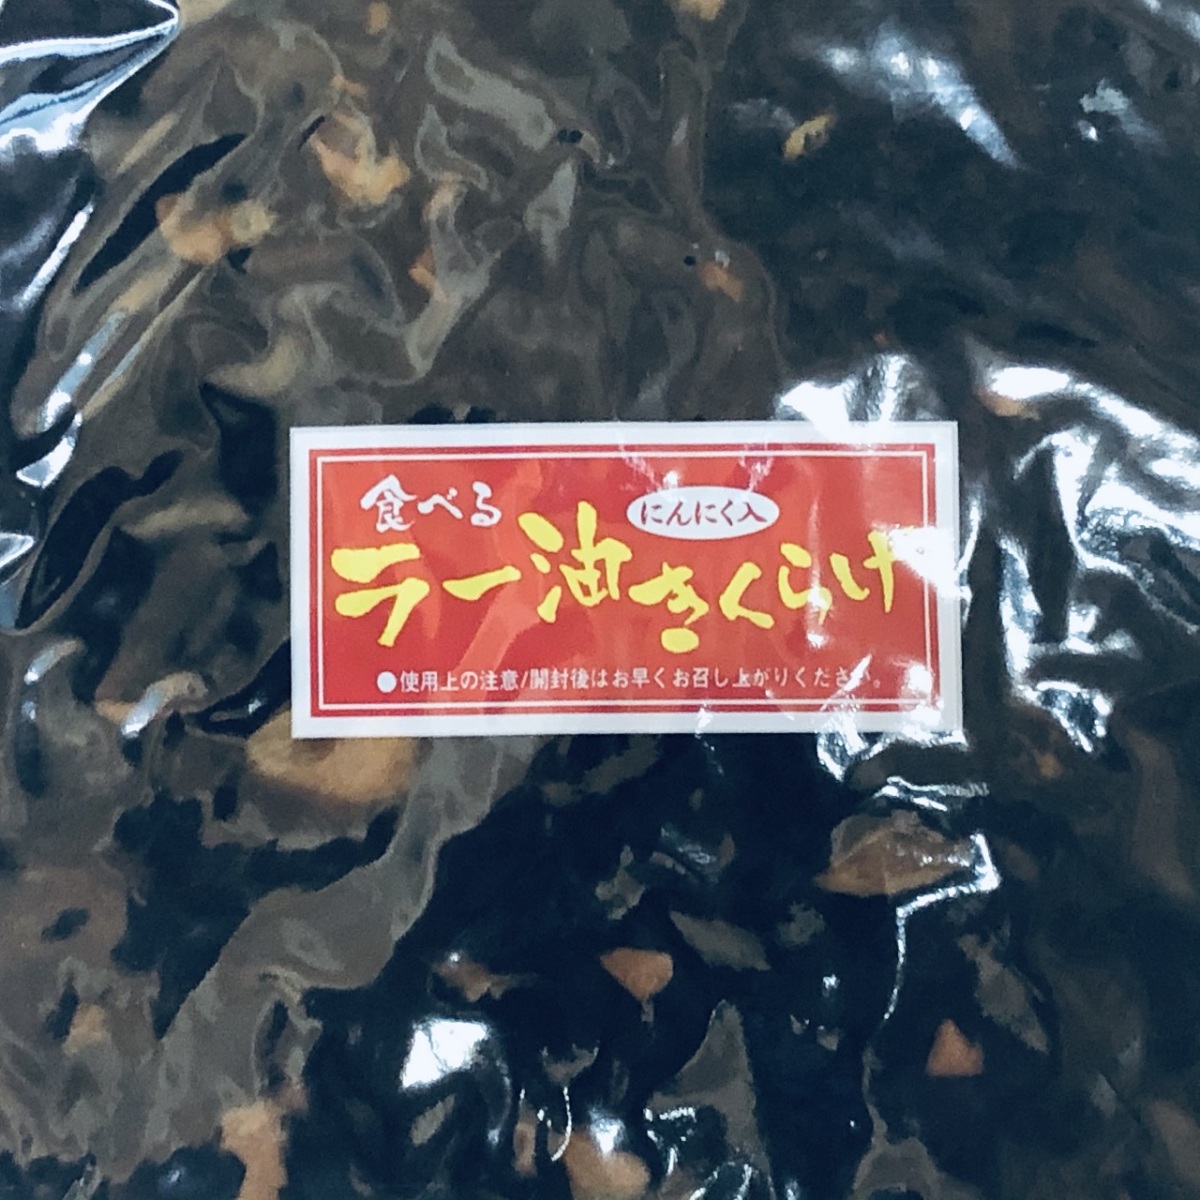 食べる
にんにく入
ラー油きくらげ
●使用上の注意/開封後はお早くお召し上がりください。